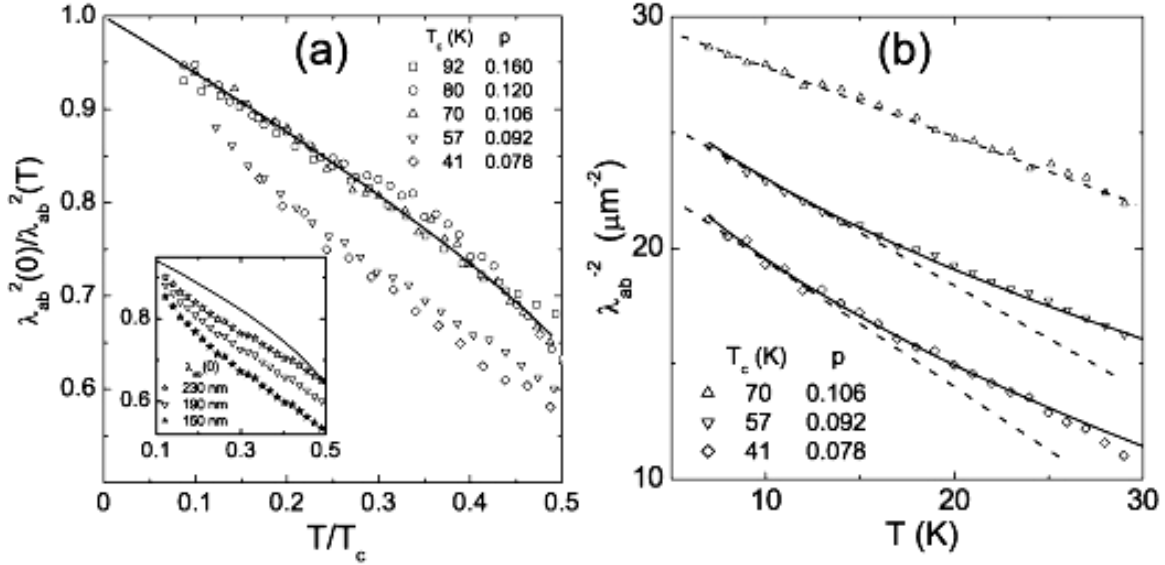 (a)
T_c (K) p
□ 92 0.160
○ 80 0.120
△ 70 0.106
▽ 57 0.092
◇ 41 0.078
λ_ab²(0)/λ_ab²(T)
1.0
0.9
0.8
0.7
0.6
0
0.1
0.2
0.3
0.4
0.5
T/T_c
0.8
0.6
λ_ab(0)
☆ 230 nm
▽ 190 nm
★ 150 nm
0.1
0.3
0.5
(b)
λ_ab⁻² (μm⁻²)
30
20
10
T_c (K) p
△ 70 0.106
▽ 57 0.092
◇ 41 0.078
10
20
30
T (K)